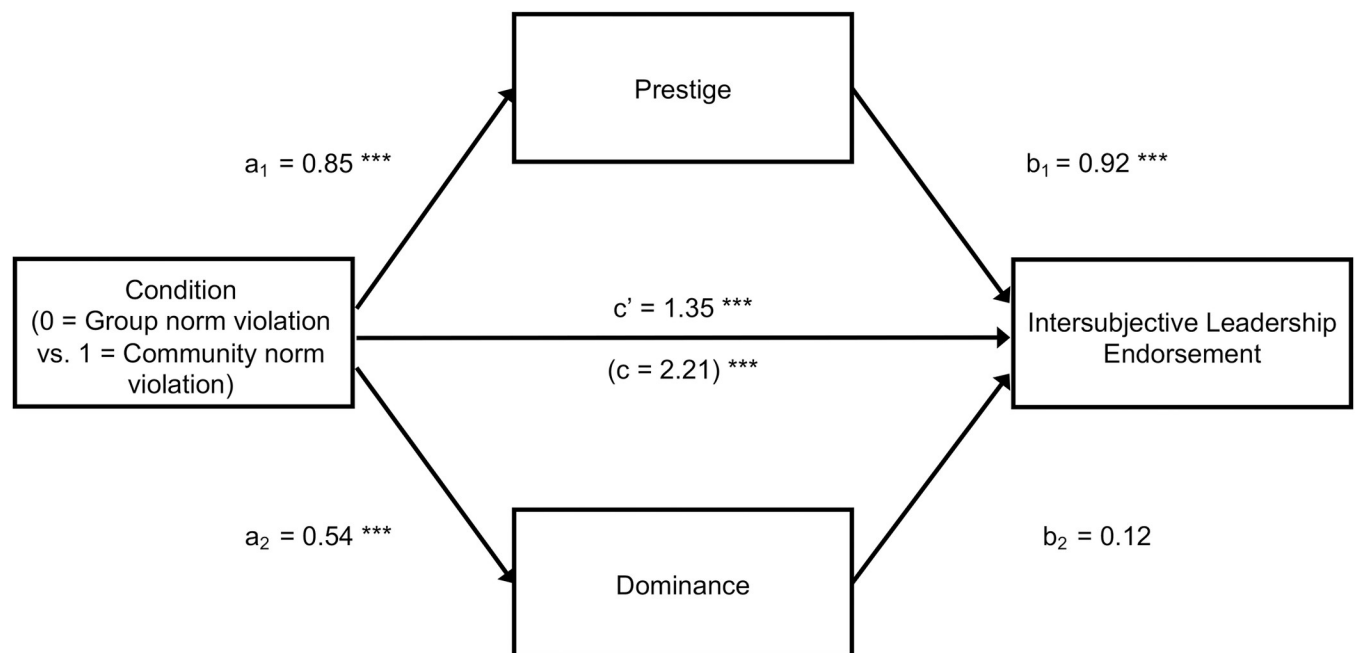 Prestige
a₁ = 0.85 ***
b₁ = 0.92 ***
Condition
(0 = Group norm violation
vs. 1 = Community norm
violation)
c’ = 1.35 ***
(c = 2.21) ***
Intersubjective Leadership
Endorsement
a₂ = 0.54 ***
b₂ = 0.12
Dominance